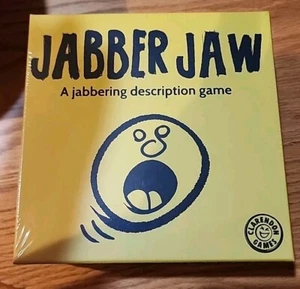 JABBER JAW
A jabbering description game
CLARENDON
GAMES